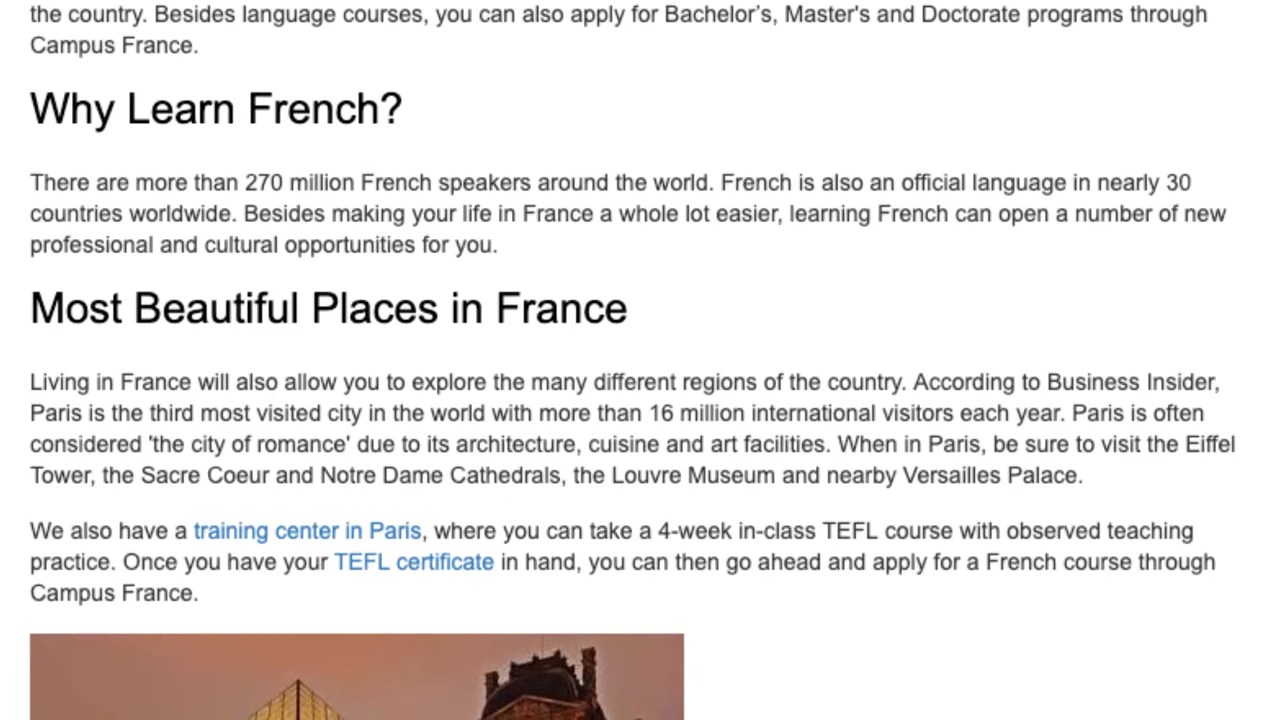 the country. Besides language courses, you can also apply for Bachelor’s, Master's and Doctorate programs through
Campus France.
Why Learn French?
There are more than 270 million French speakers around the world. French is also an official language in nearly 30
countries worldwide. Besides making your life in France a whole lot easier, learning French can open a number of new
professional and cultural opportunities for you.
Most Beautiful Places in France
Living in France will also allow you to explore the many different regions of the country. According to Business Insider,
Paris is the third most visited city in the world with more than 16 million international visitors each year. Paris is often
considered 'the city of romance' due to its architecture, cuisine and art facilities. When in Paris, be sure to visit the Eiffel
Tower, the Sacre Coeur and Notre Dame Cathedrals, the Louvre Museum and nearby Versailles Palace.
We also have a training center in Paris, where you can take a 4-week in-class TEFL course with observed teaching
practice. Once you have your TEFL certificate in hand, you can then go ahead and apply for a French course through
Campus France.